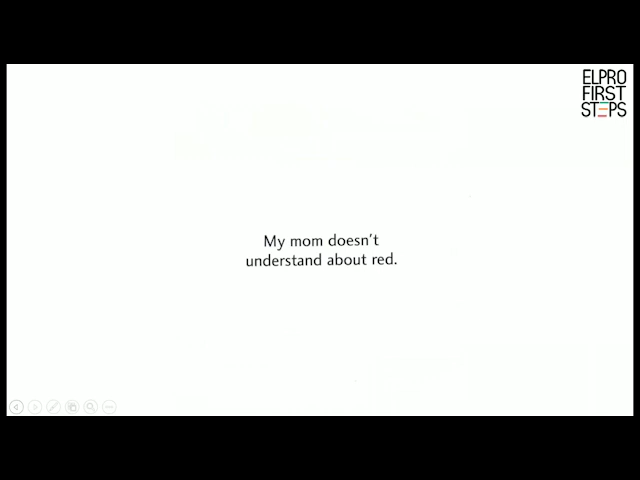 ELPRO
FIRST
STEPS
My mom doesn't
understand about red.